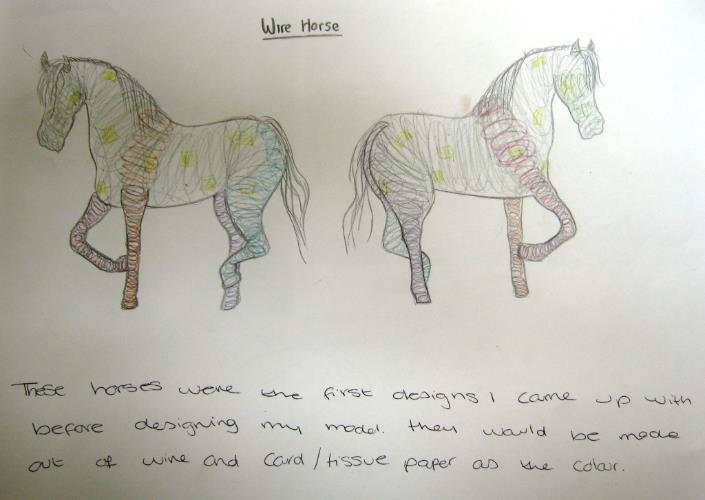 Wire Horse
These horses were the first designs I came up with
before designing my model. they would be made
out of wire and card/tissue paper as the colour.